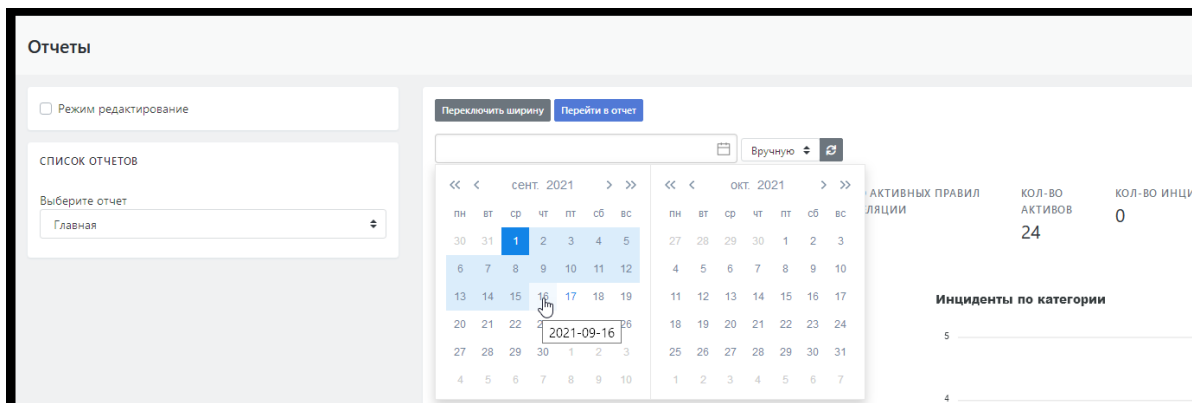 Отчеты
Режим редактирование
СПИСОК ОТЧЕТОВ
Выберите отчет
Главная
Переключить ширину Перейти в отчет
Вручную
сент. 2021
пн вт ср чт пт сб вс
30 31 1 2 3 4 5
6 7 8 9 10 11 12
13 14 15 16 17 18 19
20 21 22 26
27 28 29 30 1 2 3
4 5 6 7 8 9 10
2021-09-16
окт. 2021
пн вт ср чт пт сб вс
27 28 29 30 1 2 3
4 5 6 7 8 9 10
11 12 13 14 15 16 17
18 19 20 21 22 23 24
25 26 27 28 29 30 31
1 2 3 4 5 6 7
АКТИВНЫХ ПРАВИЛ
ЛЯЦИИ
КОЛ-ВО
АКТИВОВ
24
КОЛ-ВО ИНЦИ
0
Инциденты по категории
5
4